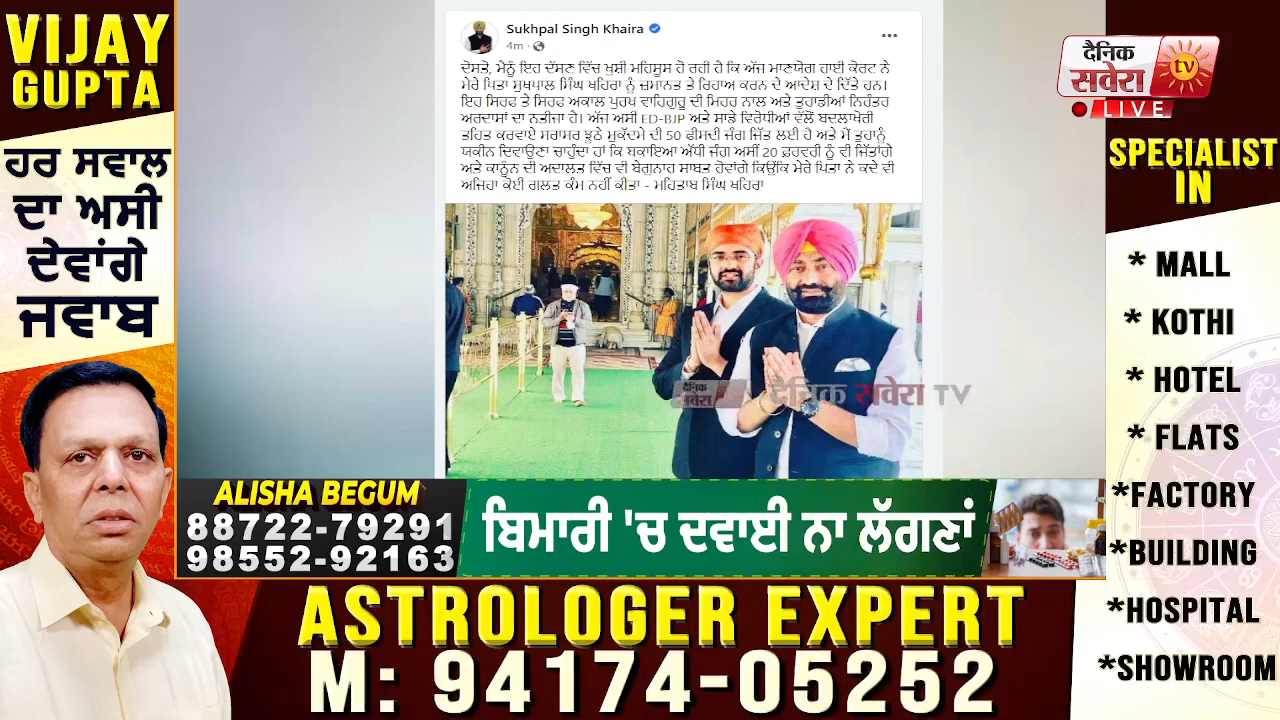 VIJAY
GUPTA
ਹਰ ਸਵਾਲ
ਦਾ ਅਸੀ
ਦੇਵਾਂਗੇ
ਜਵਾਬ
Sukhpal Singh Khaira
4m
ਦੋਸਤੋ, ਮੈਨੂੰ ਇਹ ਦੱਸਣ ਵਿੱਚ ਖੁਸ਼ੀ ਮਹਿਸੂਸ ਹੋ ਰਹੀ ਹੈ ਕਿ ਅੱਜ ਮਾਣਯੋਗ ਹਾਈ ਕੋਰਟ ਨੇ
ਮੇਰੇ ਪਿਤਾ ਸੁਖਪਾਲ ਸਿੰਘ ਖਹਿਰਾ ਨੂੰ ਜ਼ਮਾਨਤ ਤੇ ਰਿਹਾਅ ਕਰਨ ਦੇ ਆਦੇਸ਼ ਦੇ ਦਿੱਤੇ ਹਨ।
ਇਹ ਸਿਰਫ ਤੇ ਸਿਰਫ ਅਕਾਲ ਪੁਰਖ ਵਾਹਿਗੁਰੂ ਦੀ ਮਿਹਰ ਨਾਲ ਅਤੇ ਤੁਹਾਡੀਆਂ ਨਿਰੰਤਰ
ਅਰਦਾਸਾਂ ਦਾ ਨਤੀਜਾ ਹੈ। ਅੱਜ ਅਸੀਂ ED-BJP ਅਤੇ ਸਾਡੇ ਵਿਰੋਧੀਆਂ ਵੱਲੋਂ ਬਦਲਾਖੋਰੀ
ਤਹਿਤ ਕਰਵਾਏ ਸਰਾਸਰ ਝੂਠੇ ਮੁਕੱਦਮੇ ਦੀ 50 ਫੀਸਦੀ ਜੰਗ ਜਿੱਤ ਲਈ ਹੈ ਅਤੇ ਮੈਂ ਤੁਹਾਨੂੰ
ਯਕੀਨ ਦਿਵਾਉਣਾ ਚਾਹੁੰਦਾ ਹਾਂ ਕਿ ਬਕਾਇਆ ਅੱਧੀ ਜੰਗ ਅਸੀਂ 20 ਫ਼ਰਵਰੀ ਨੂੰ ਵੀ ਜਿੱਤਾਂਗੇ
ਅਤੇ ਕਾਨੂੰਨ ਦੀ ਅਦਾਲਤ ਵਿੱਚ ਵੀ ਬੇਗੁਨਾਹ ਸਾਬਤ ਹੋਵਾਂਗੇ ਕਿਉਂਕਿ ਮੇਰੇ ਪਿਤਾ ਨੇ ਕਦੇ ਵੀ
ਅਜਿਹਾ ਕੋਈ ਗਲਤ ਕੰਮ ਨਹੀਂ ਕੀਤਾ - ਮਹਿਤਾਬ ਸਿੰਘ ਖਹਿਰਾ
दैनिक
सवेरा
tv
LIVE
दैनिक
सवेरा
दैनिक सवेरा TV
SPECIALIST
IN
* MALL
* KOTHI
* HOTEL
* FLATS
*FACTORY
*BUILDING
*HOSPITAL
*SHOWROOM
ALISHA BEGUM
88722-79291
98552-92163
ਬਿਮਾਰੀ 'ਚ ਦਵਾਈ ਨਾ ਲੱਗਣਾਂ
ASTROLOGER EXPERT
M: 94174-05252